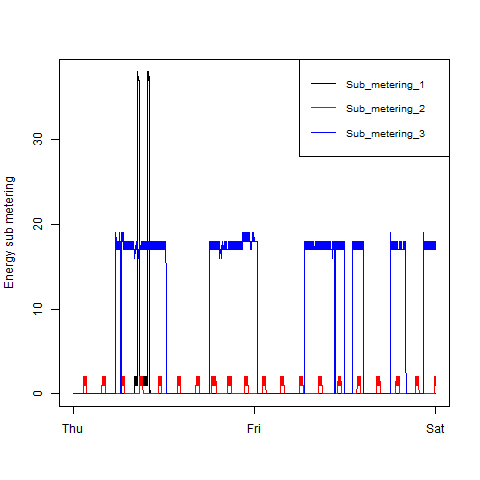 Sub_metering_1
Sub_metering_2
Sub_metering_3
Energy sub metering
30
20
10
0
Thu
Fri
Sat